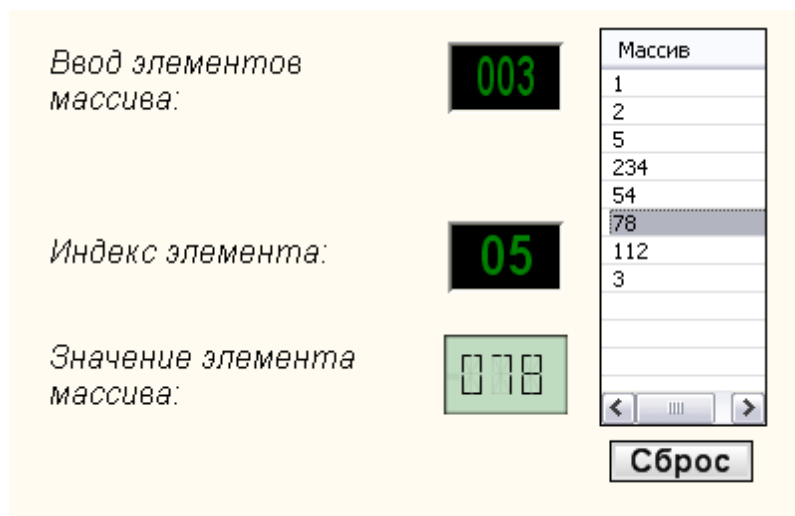 Ввод элементов
массива:
003
Индекс элемента:
05
Значение элемента
массива:
078
Массив
1
2
5
234
54
78
112
3
Сброс